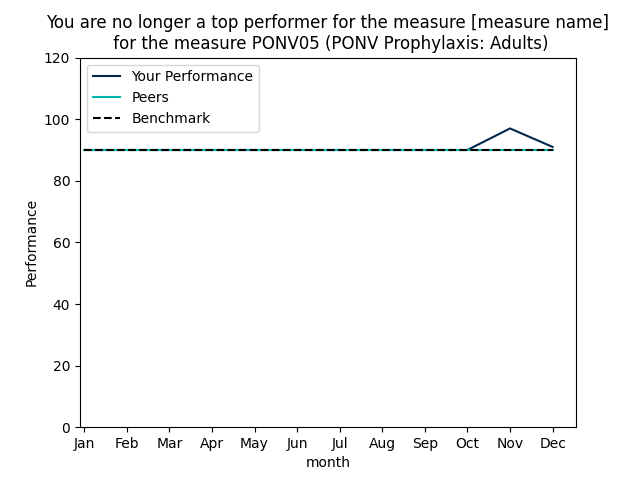 You are no longer a top performer for the measure [measure name]
for the measure PONV05 (PONV Prophylaxis: Adults)
120
100
80
60
40
20
0
Performance
Your Performance
Peers
Benchmark
Jan Feb Mar Apr May Jun Jul Aug Sep Oct Nov Dec
month